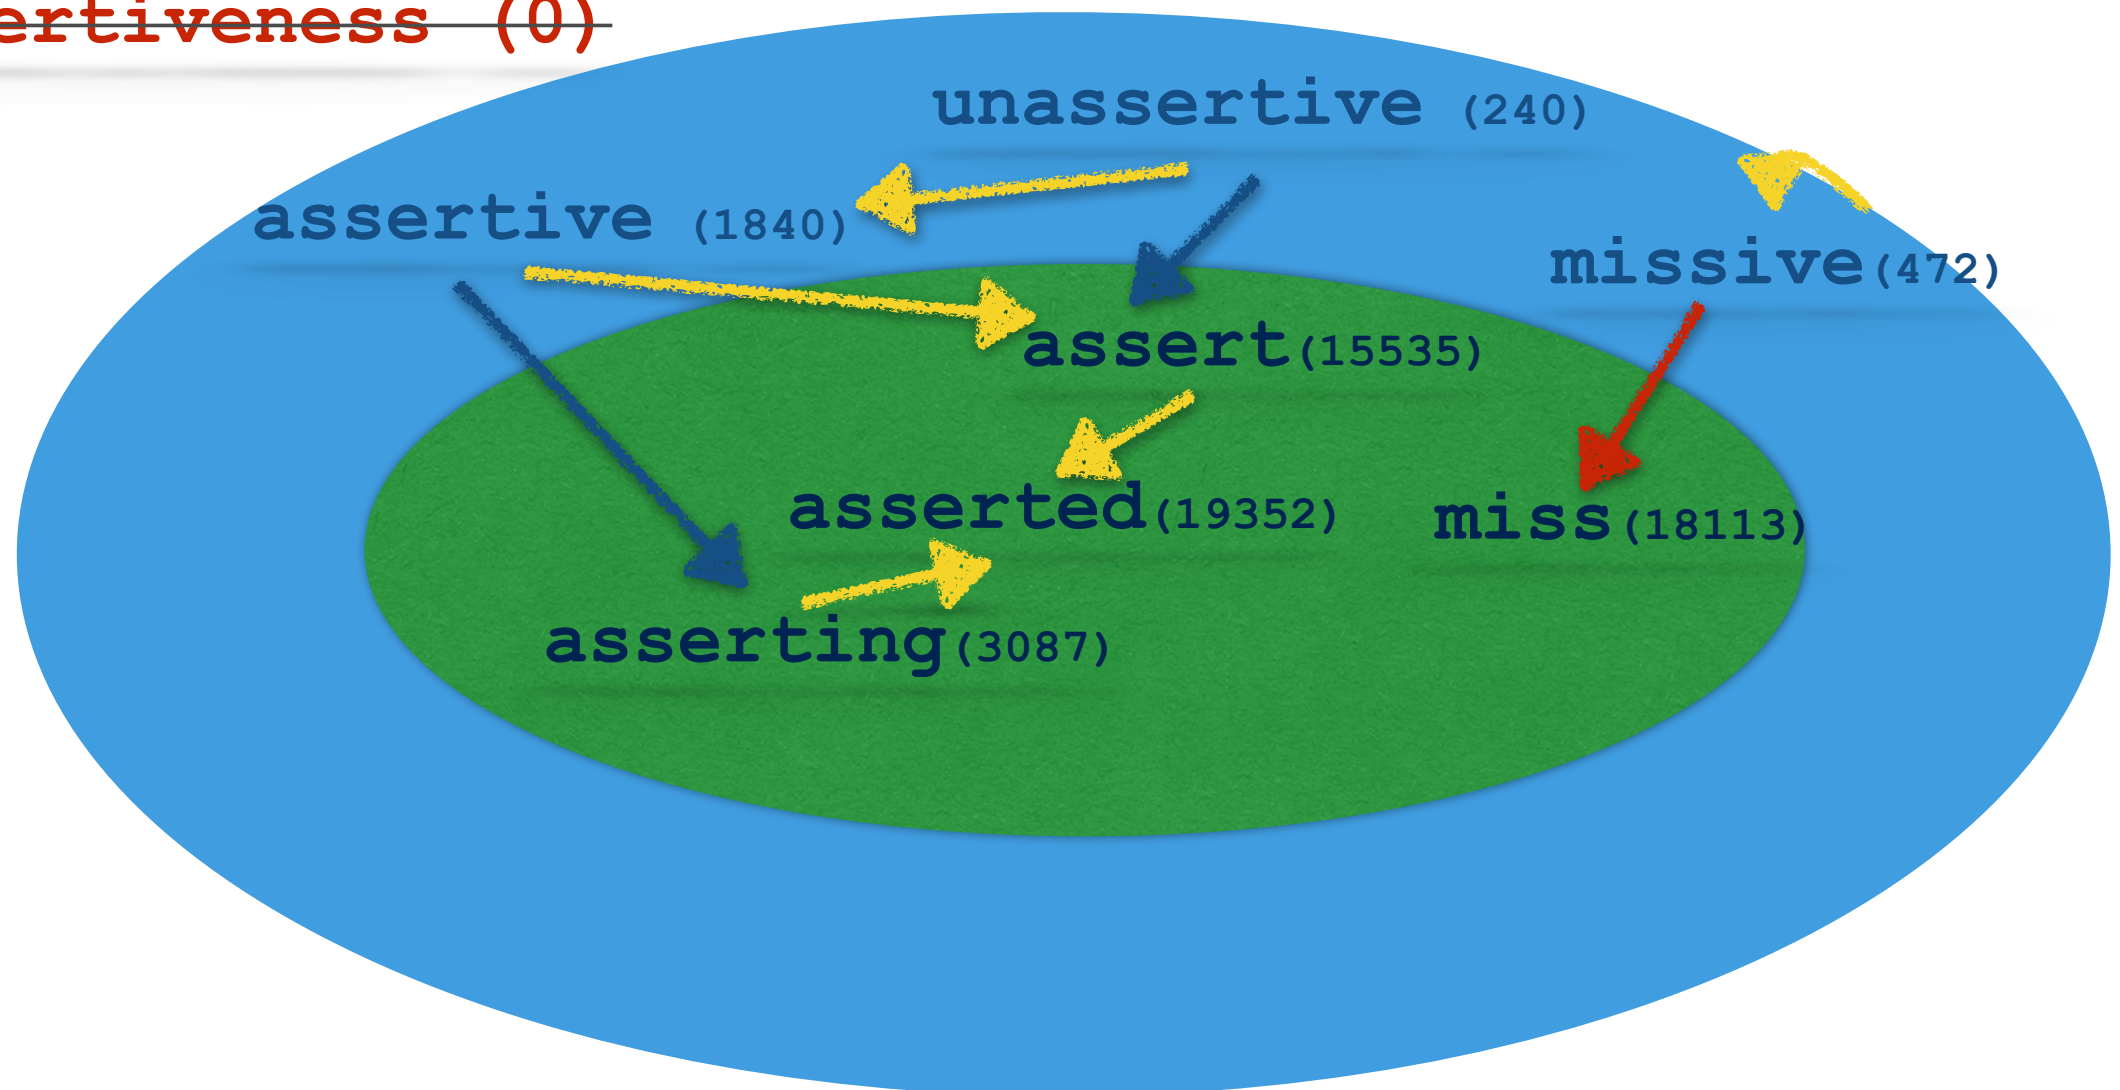 ertiveness (0)
unassertive (240)
assertive (1840)
missive(472)
assert(15535)
asserted(19352)
miss(18113)
asserting(3087)